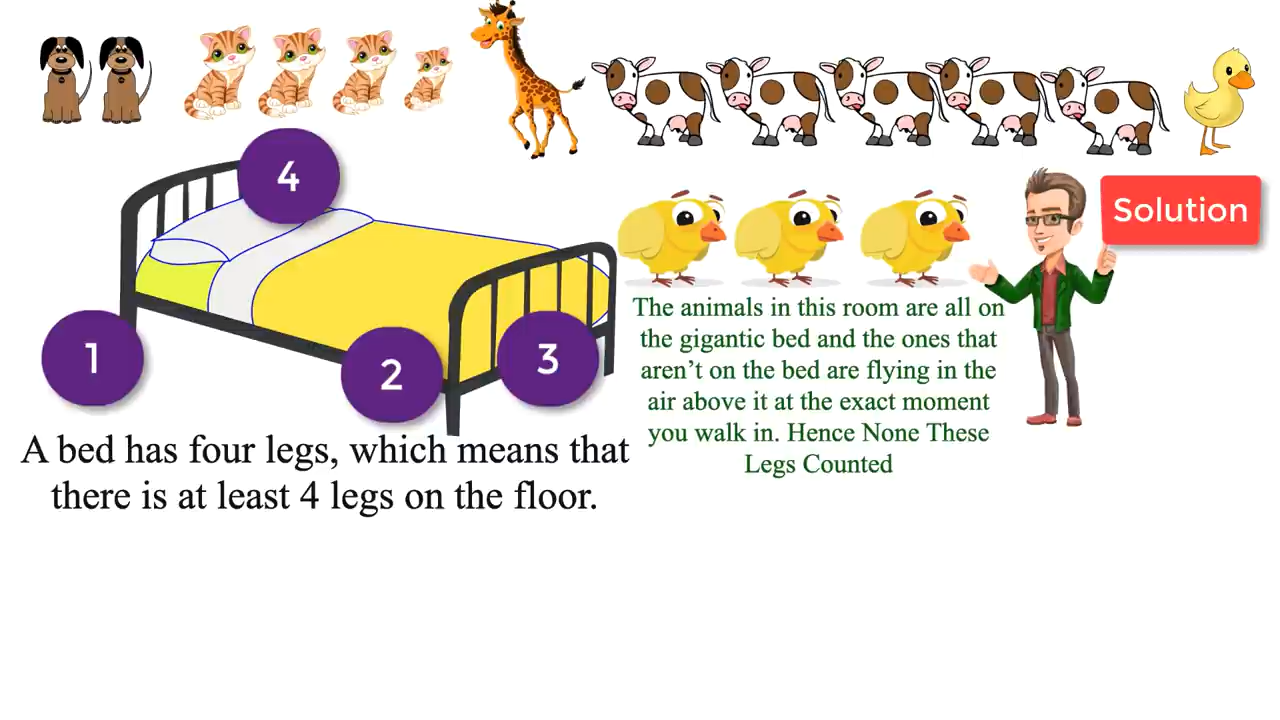 4
Solution
1
2
3
The animals in this room are all on
the gigantic bed and the ones that
aren’t on the bed are flying in the
air above it at the exact moment
you walk in. Hence None These
Legs Counted
A bed has four legs, which means that
there is at least 4 legs on the floor.